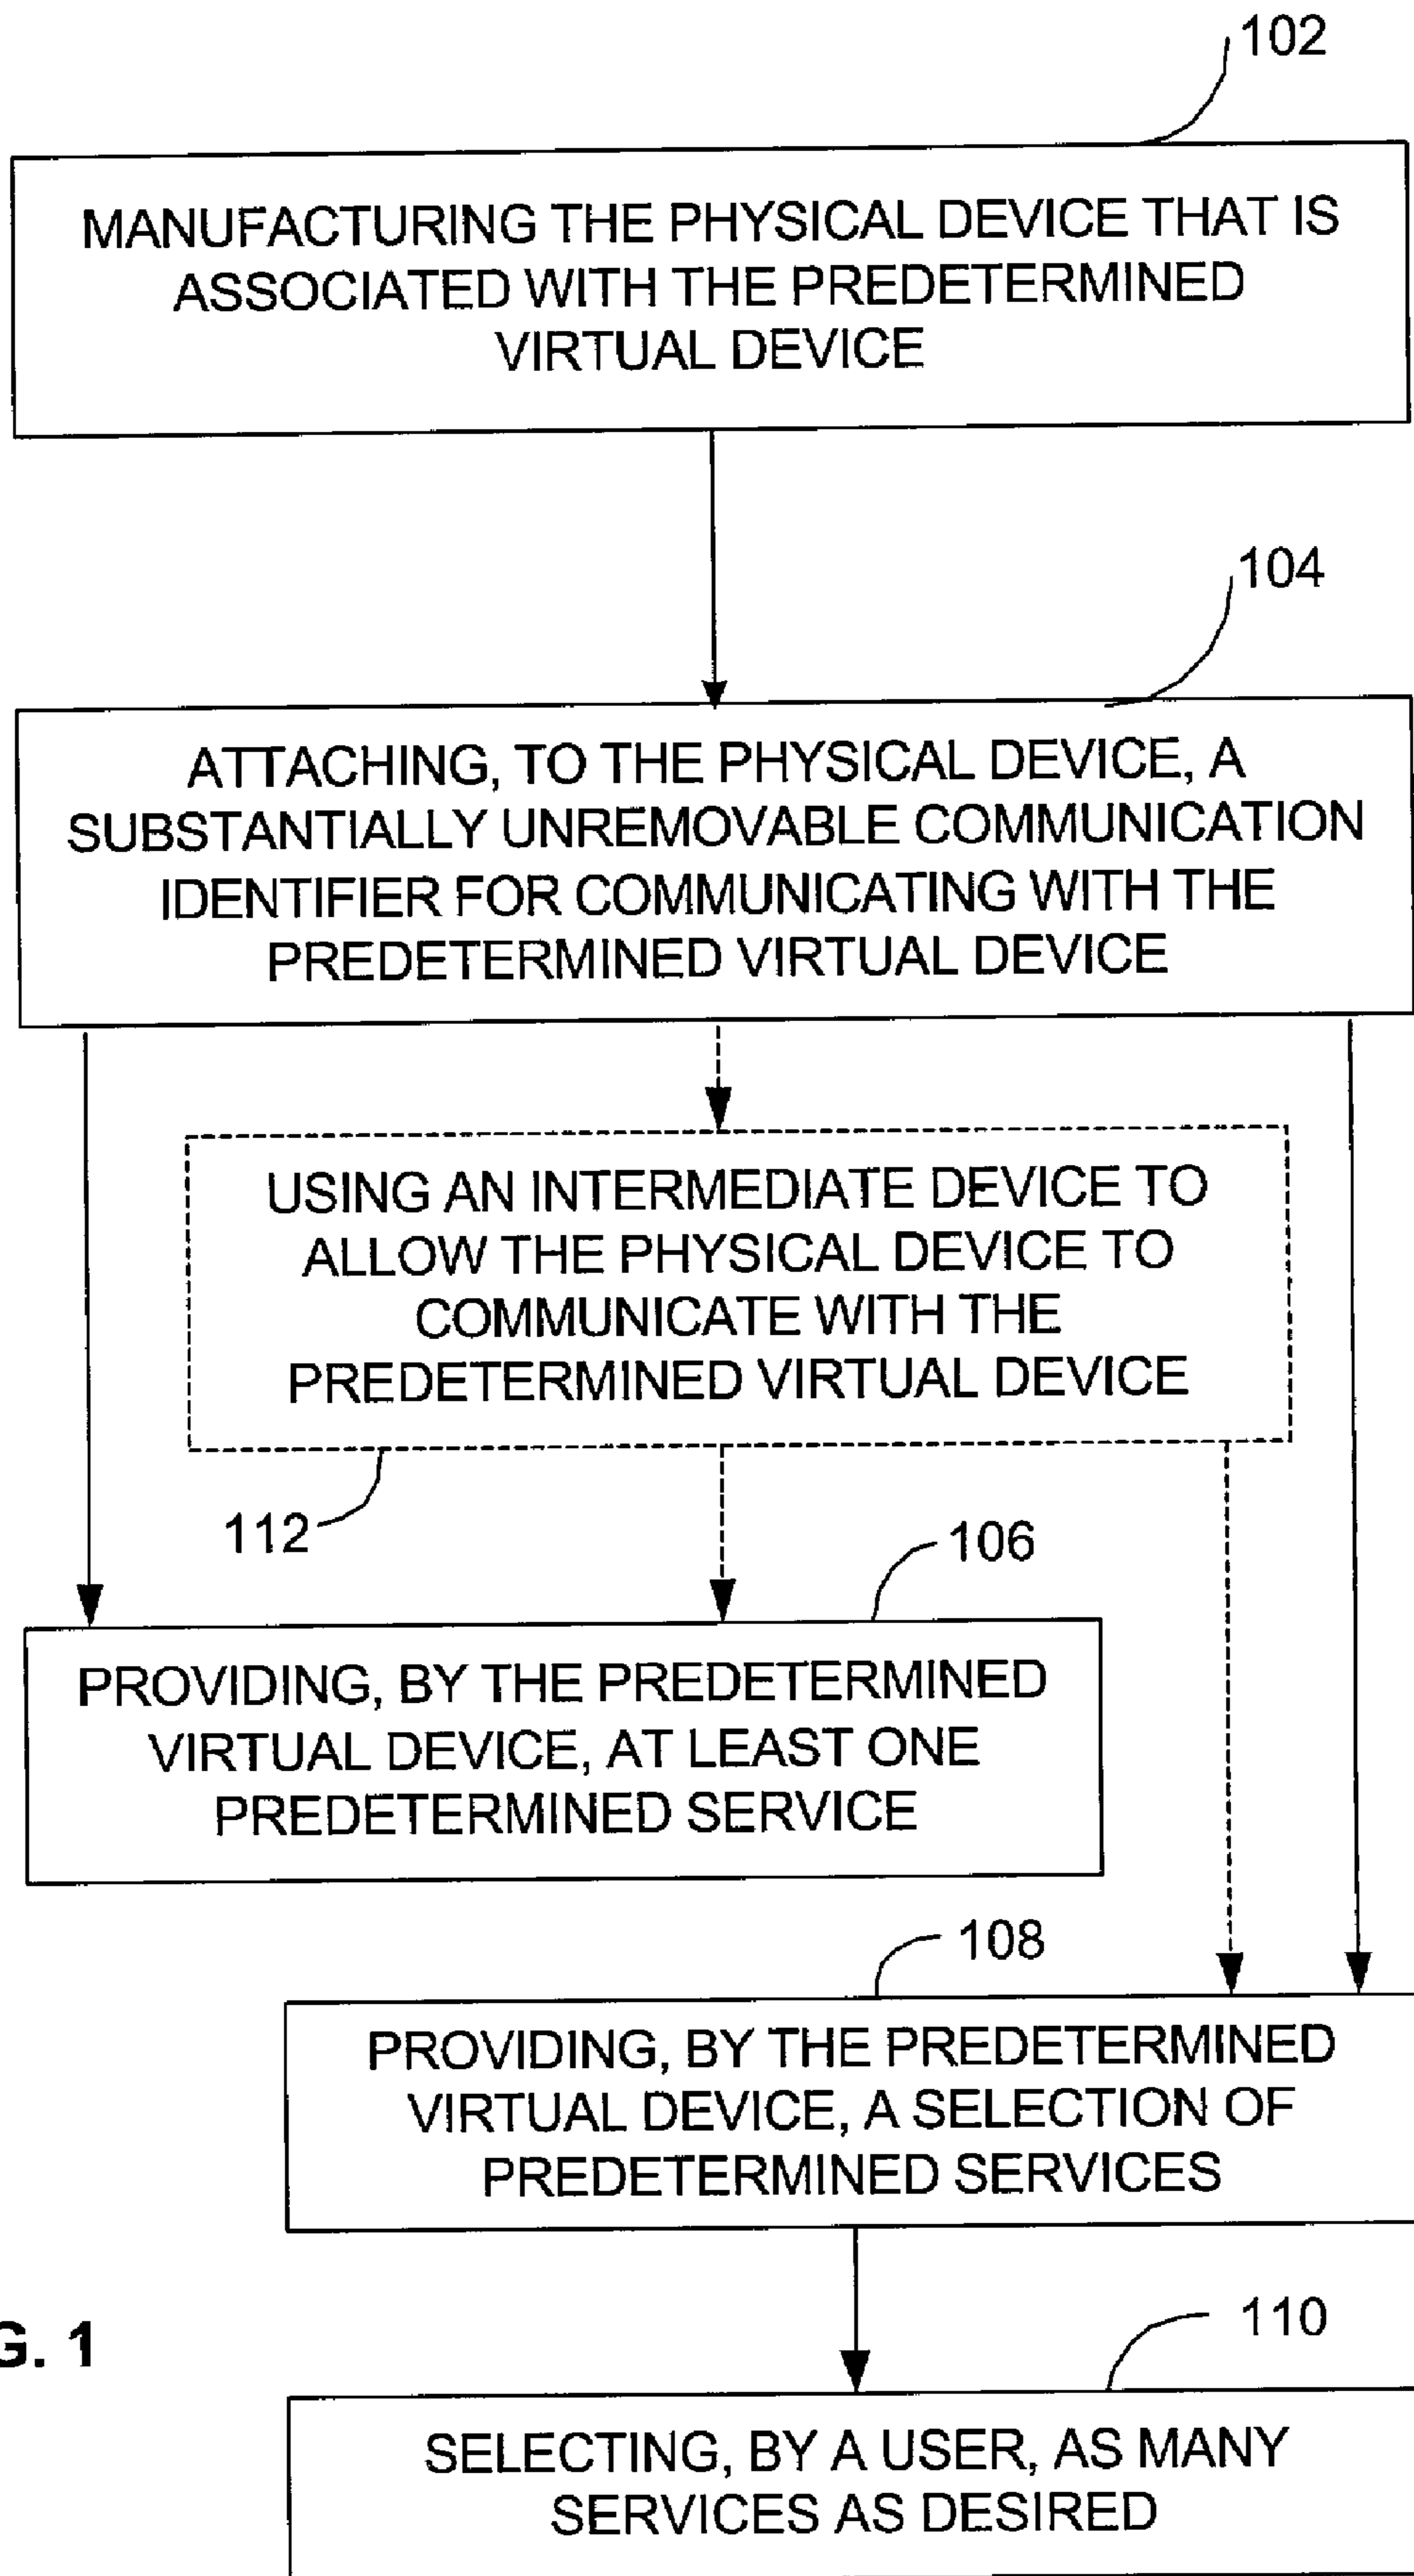 102
MANUFACTURING THE PHYSICAL DEVICE THAT IS
ASSOCIATED WITH THE PREDETERMINED
VIRTUAL DEVICE
104
ATTACHING, TO THE PHYSICAL DEVICE, A
SUBSTANTIALLY UNREMOVABLE COMMUNICATION
IDENTIFIER FOR COMMUNICATING WITH THE
PREDETERMINED VIRTUAL DEVICE
USING AN INTERMEDIATE DEVICE TO
ALLOW THE PHYSICAL DEVICE TO
COMMUNICATE WITH THE
PREDETERMINED VIRTUAL DEVICE
112
106
PROVIDING, BY THE PREDETERMINED
VIRTUAL DEVICE, AT LEAST ONE
PREDETERMINED SERVICE
108
PROVIDING, BY THE PREDETERMINED
VIRTUAL DEVICE, A SELECTION OF
PREDETERMINED SERVICES
G. 1
110
SELECTING, BY A USER, AS MANY
SERVICES AS DESIRED